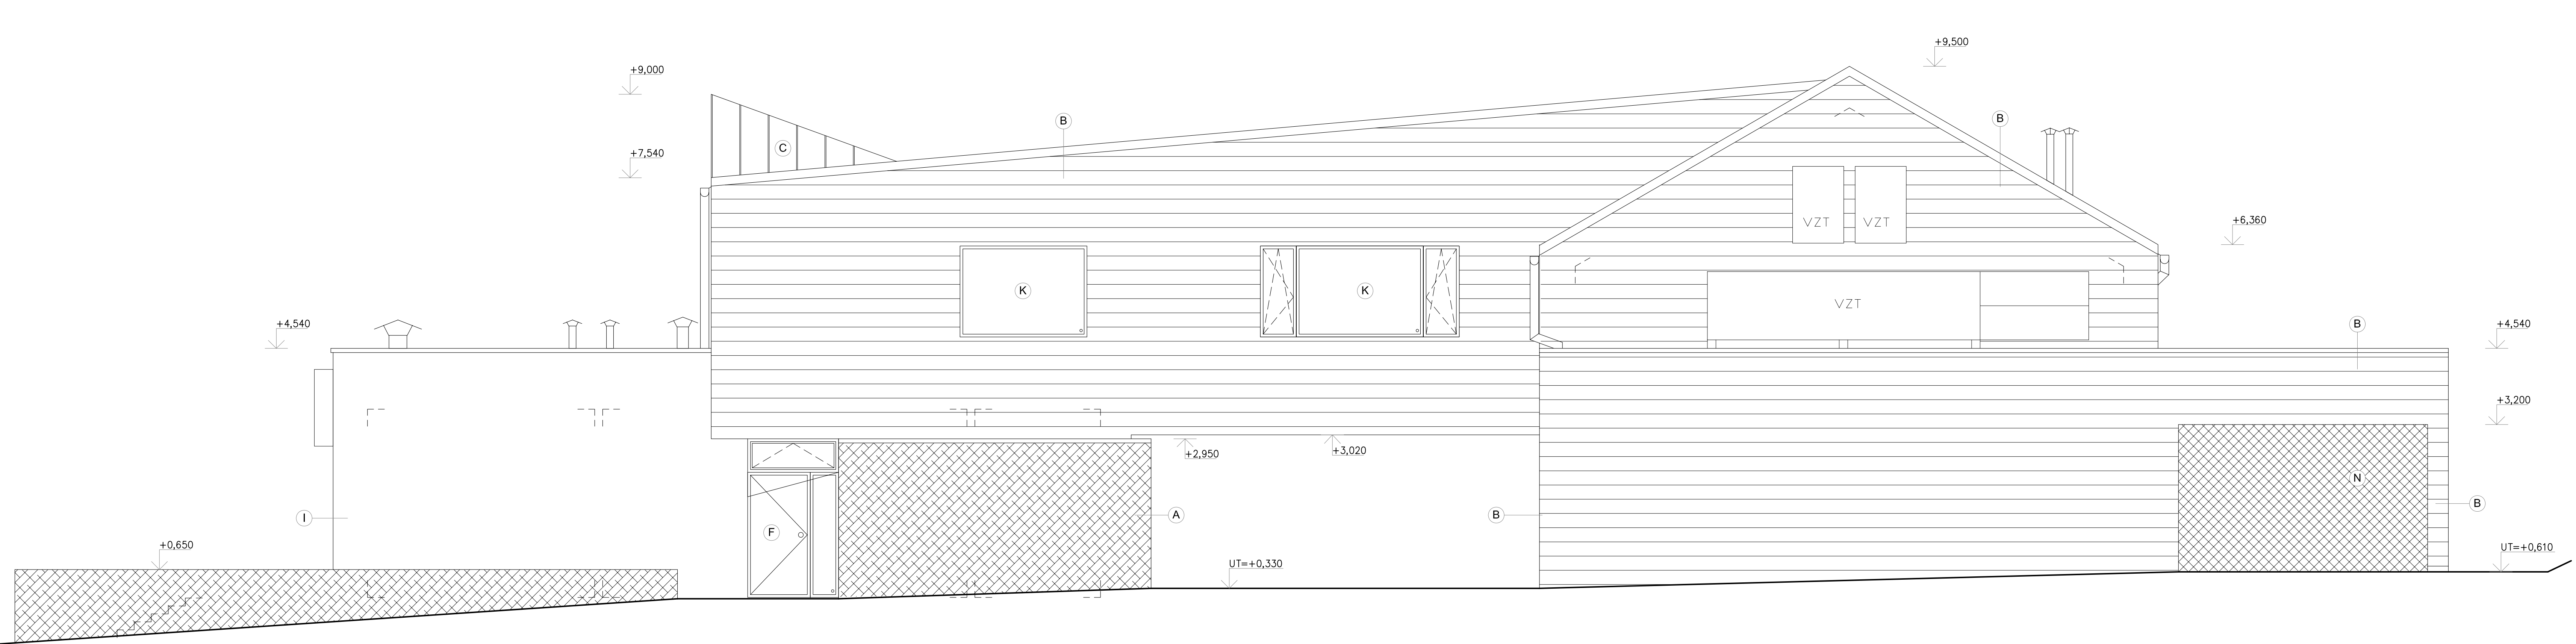 +9,500
+9,000
B
B
C
+7,540
VZT
VZT
+6,360
K
K
VZT
+4,540
B
+4,540
+3,200
+2,950
+3,020
N
B
I
A
B
F
+0,650
UT=+0,330
UT=+0,610